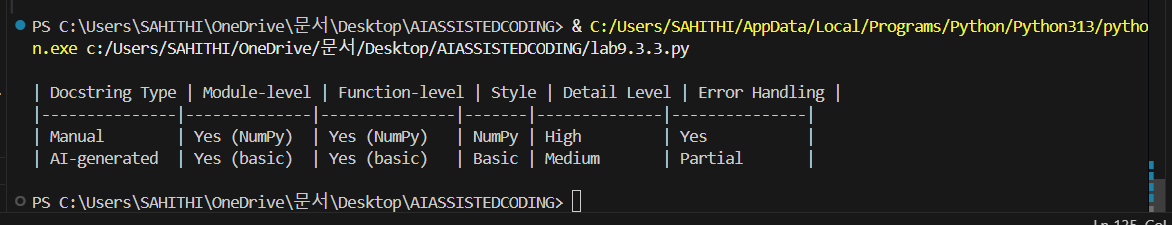 PS C:\Users\SAHITHI\OneDrive\문서\Desktop\AIASSISTEDCODING> & C:/Users/SAHITHI/AppData/Local/Programs/Python/Python313/pytho
n.exe c:/Users/SAHITHI/OneDrive/문서/Desktop/AIASSISTEDCODING/lab9.3.3.py
| Docstring Type | Module-level | Function-level | Style | Detail Level | Error Handling |
|---------------|--------------|---------------|-------|--------------|---------------|
| Manual        | Yes (NumPy)  | Yes (NumPy)   | NumPy | High         | Yes           |
| AI-generated  | Yes (basic)  | Yes (basic)   | Basic | Medium       | Partial       |
PS C:\Users\SAHITHI\OneDrive\문서\Desktop\AIASSISTEDCODING>